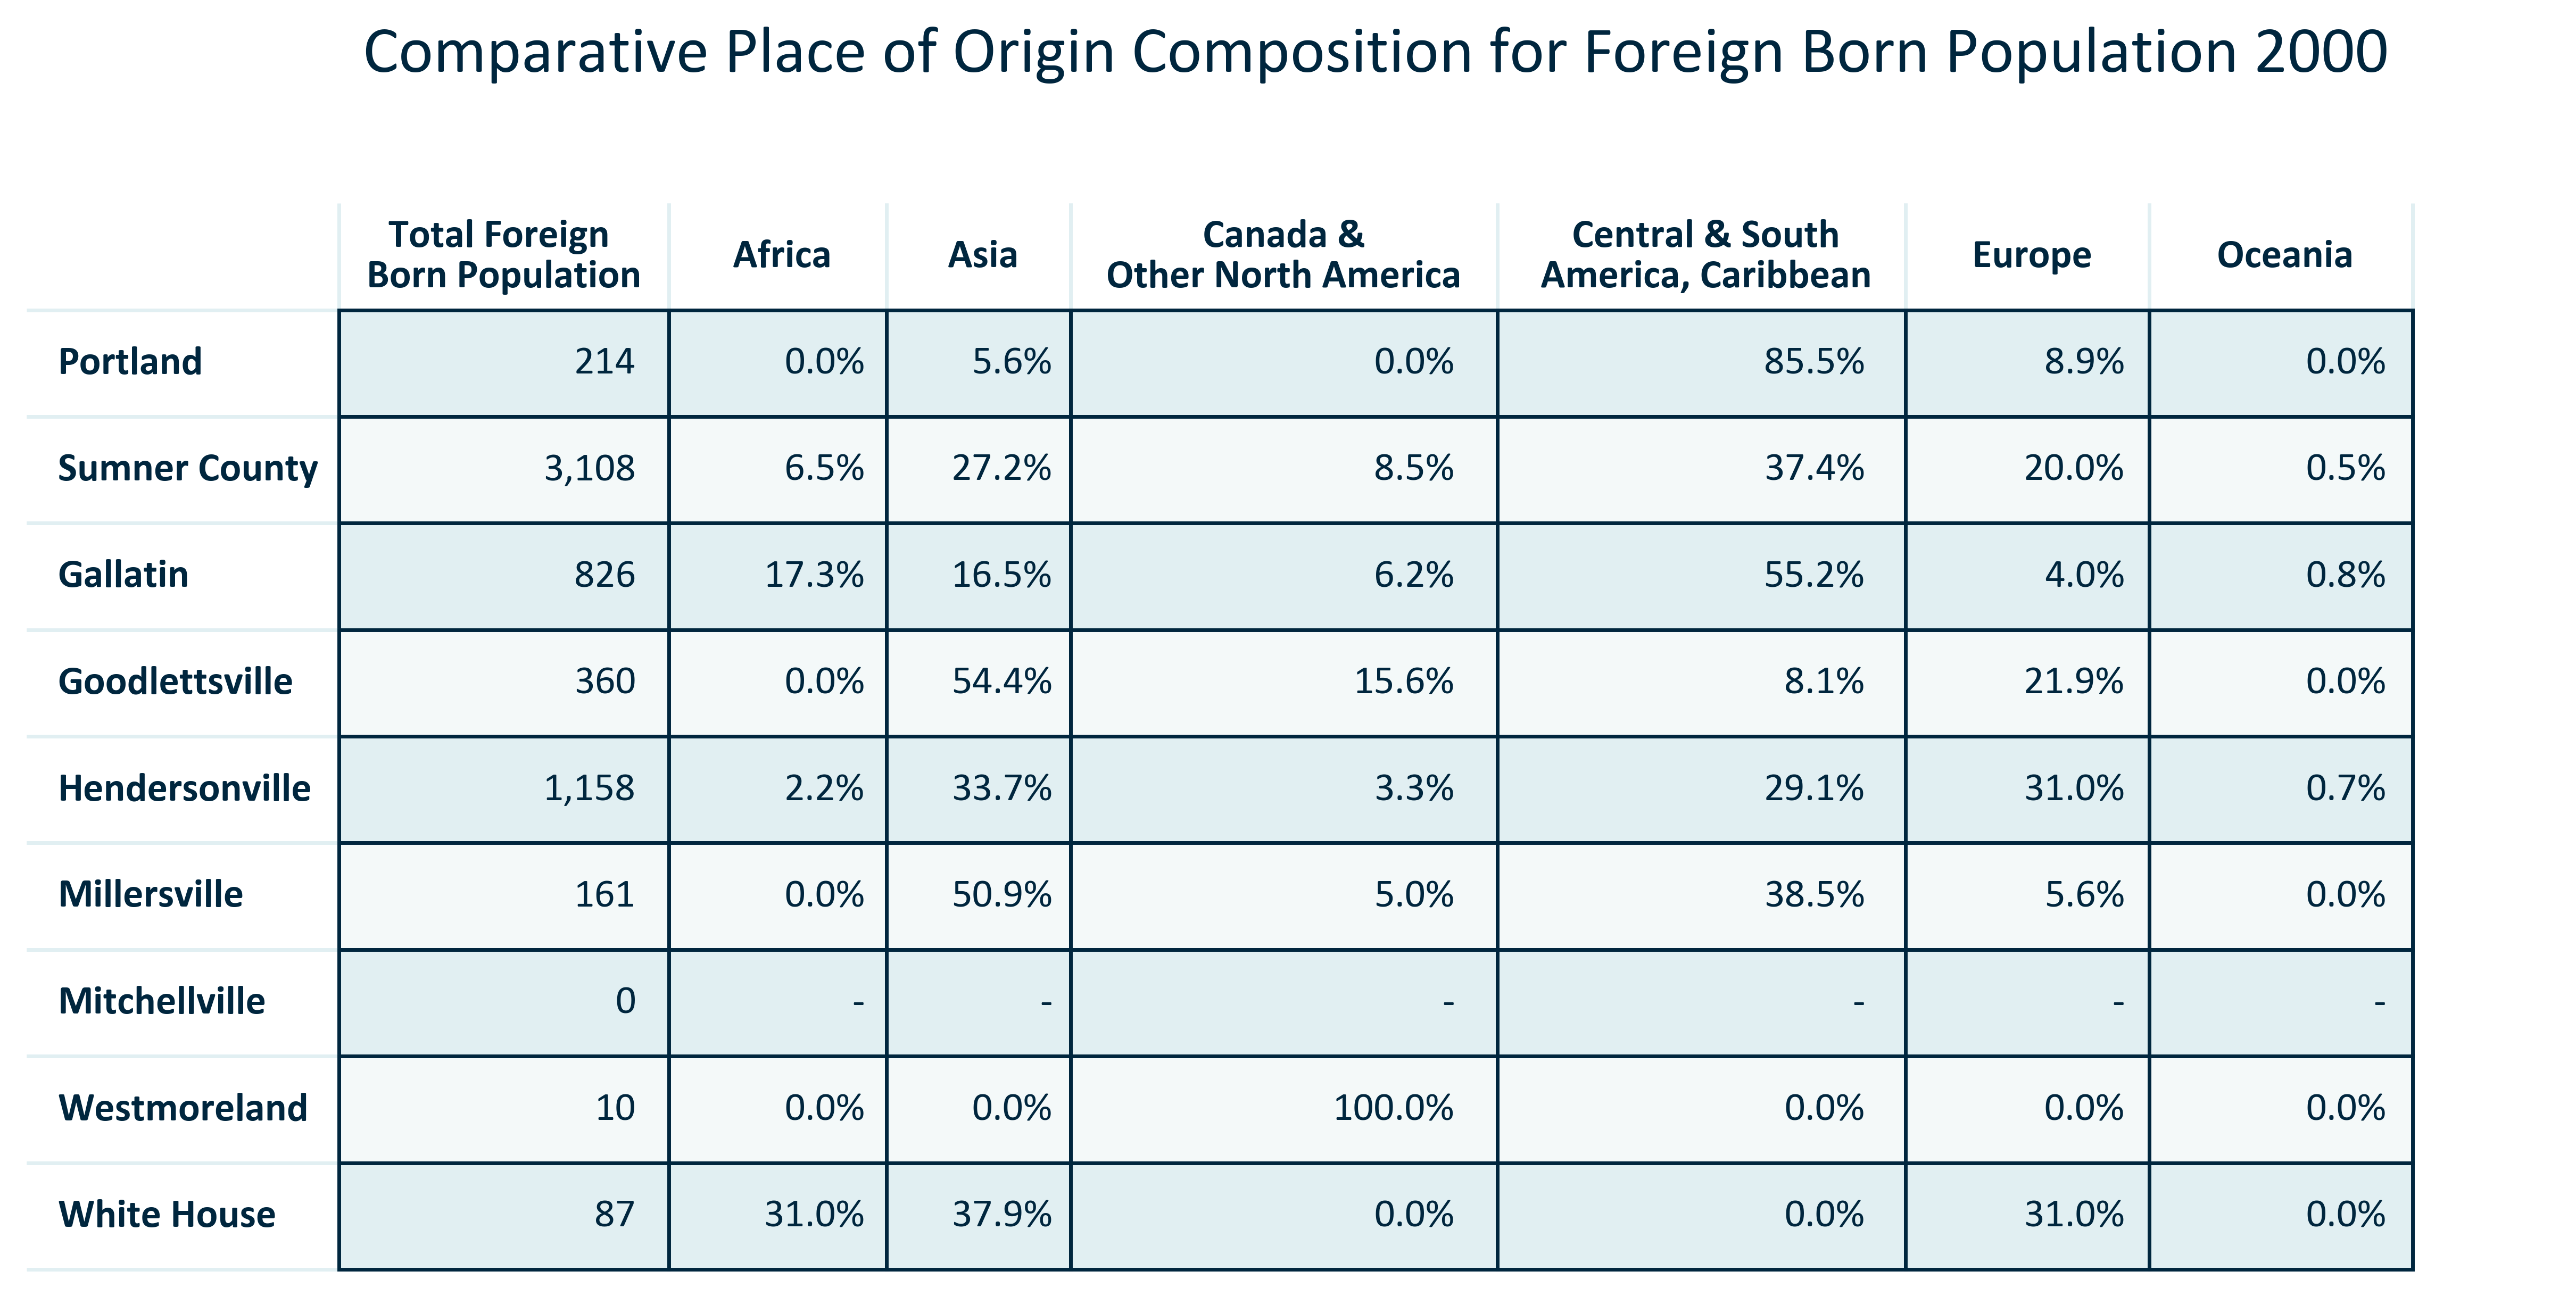 Comparative Place of Origin Composition for Foreign Born Population 2000
Total Foreign
Born Population
Africa
Asia
Canada &
Other North America
Central & South
America, Caribbean
Europe
Oceania
Portland 214 0.0% 5.6% 0.0% 85.5% 8.9% 0.0%
Sumner County 3,108 6.5% 27.2% 8.5% 37.4% 20.0% 0.5%
Gallatin 826 17.3% 16.5% 6.2% 55.2% 4.0% 0.8%
Goodlettsville 360 0.0% 54.4% 15.6% 8.1% 21.9% 0.0%
Hendersonville 1,158 2.2% 33.7% 3.3% 29.1% 31.0% 0.7%
Millersville 161 0.0% 50.9% 5.0% 38.5% 5.6% 0.0%
Mitchellville 0 - - - - - -
Westmoreland 10 0.0% 0.0% 100.0% 0.0% 0.0% 0.0%
White House 87 31.0% 37.9% 0.0% 0.0% 31.0% 0.0%